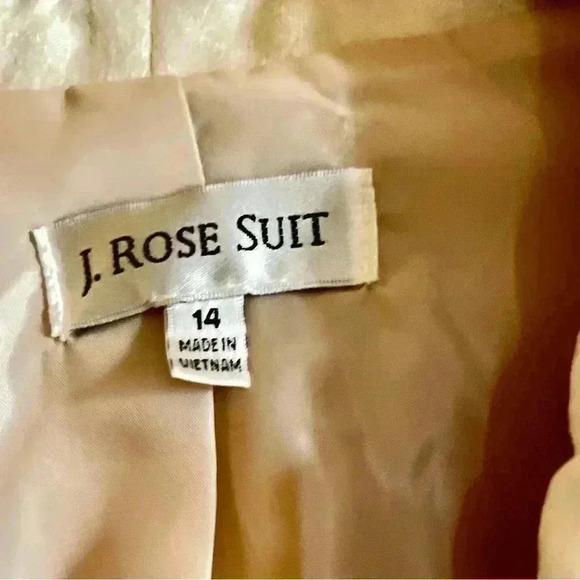 J. ROSE SUIT
14
MADE IN
VIETNAM